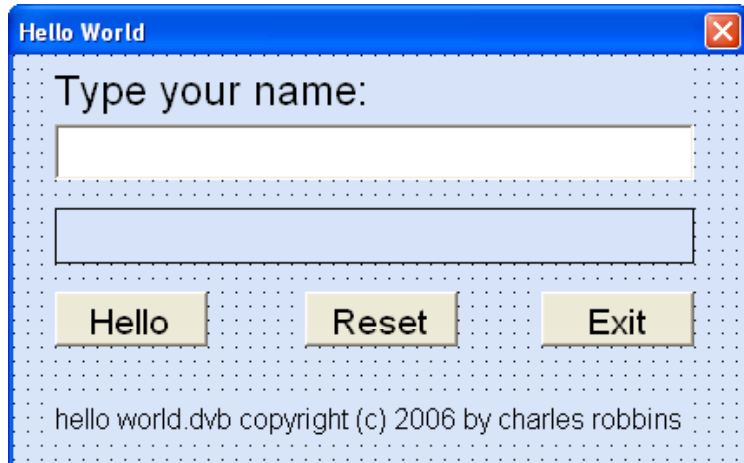 Hello World
Type your name:
Hello Reset Exit
hello world.dvb copyright (c) 2006 by charles robbins